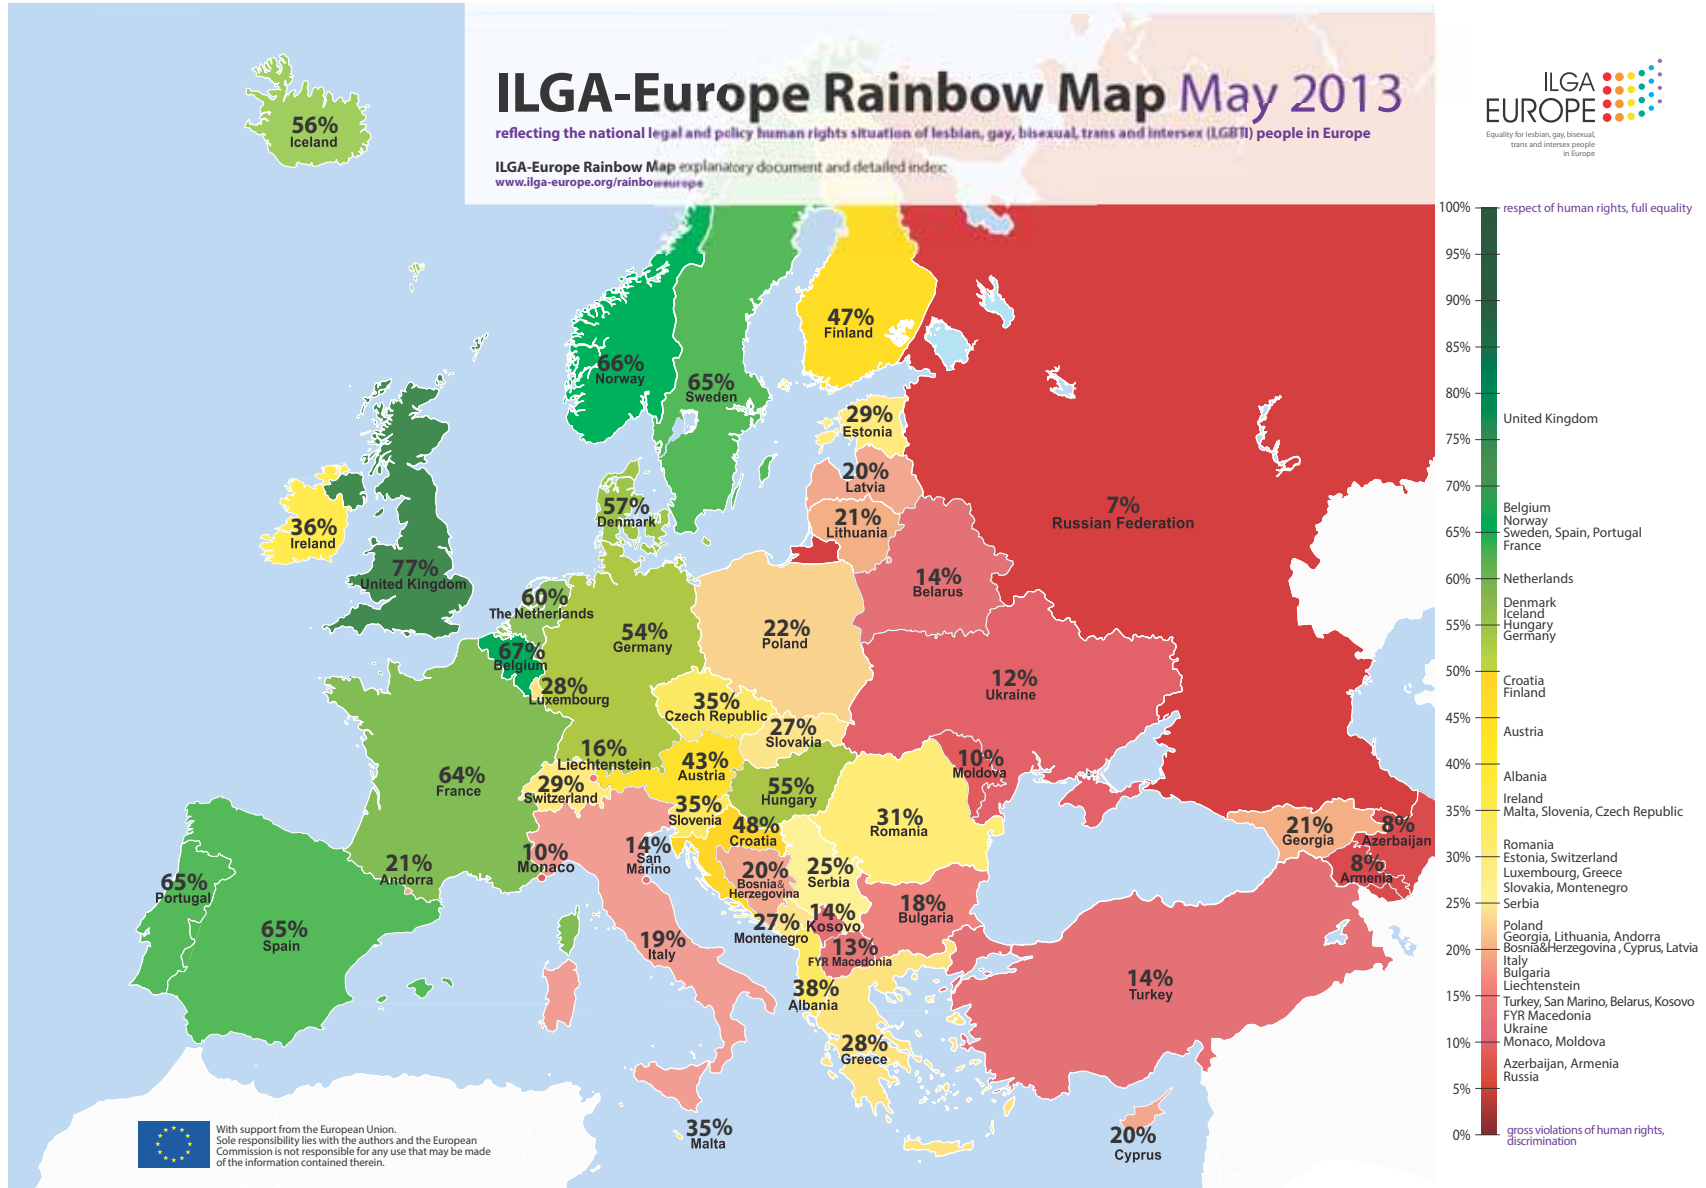 ILGA-Europe Rainbow Map May 2013
reflecting the national legal and policy human rights situation of lesbian, gay, bisexual, trans and intersex (LGBTI) people in Europe
ILGA-Europe Rainbow Map explanatory document and detailed index:
www.ilga-europe.org/rainboweurope
ILGA
EUROPE
Equality for lesbian, gay, bisexual,
trans and intersex people
in Europe
56%
Iceland
66%
Norway
65%
Sweden
47%
Finland
29%
Estonia
20%
Latvia
21%
Lithuania
7%
Russian Federation
36%
Ireland
77%
United Kingdom
57%
Denmark
60%
The Netherlands
67%
Belgium
28%
Luxembourg
54%
Germany
22%
Poland
14%
Belarus
12%
Ukraine
35%
Czech Republic
27%
Slovakia
16%
Liechtenstein
29%
Switzerland
43%
Austria
55%
Hungary
10%
Moldova
64%
France
35%
Slovenia
48%
Croatia
31%
Romania
21%
Georgia
8%
Azerbaijan
8%
Armenia
10%
Monaco
14%
San
Marino
20%
Bosnia&
Herzegovina
25%
Serbia
21%
Andorra
65%
Portugal
65%
Spain
19%
Italy
27%
Montenegro
14%
Kosovo
18%
Bulgaria
13%
FYR Macedonia
38%
Albania
28%
Greece
14%
Turkey
35%
Malta
20%
Cyprus
100%
respect of human rights, full equality
95%
90%
85%
80%
United Kingdom
75%
70%
Belgium
Norway
65%
Sweden, Spain, Portugal
France
60%
Netherlands
Denmark
Iceland
55%
Hungary
Germany
50%
Croatia
Finland
45%
Austria
40%
Albania
Ireland
35%
Malta, Slovenia, Czech Republic
Romania
30%
Estonia, Switzerland
Luxembourg, Greece
Slovakia, Montenegro
25%
Serbia
Poland
Georgia, Lithuania, Andorra
20%
Bosnia&Herzegovina , Cyprus, Latvia
Italy
Bulgaria
Liechtenstein
15%
Turkey, San Marino, Belarus, Kosovo
FYR Macedonia
Ukraine
10%
Monaco, Moldova
Azerbaijan, Armenia
Russia
5%
0%
gross violations of human rights,
discrimination
With support from the European Union.
Sole responsibility lies with the authors and the European
Commission is not responsible for any use that may be made
of the information contained therein.